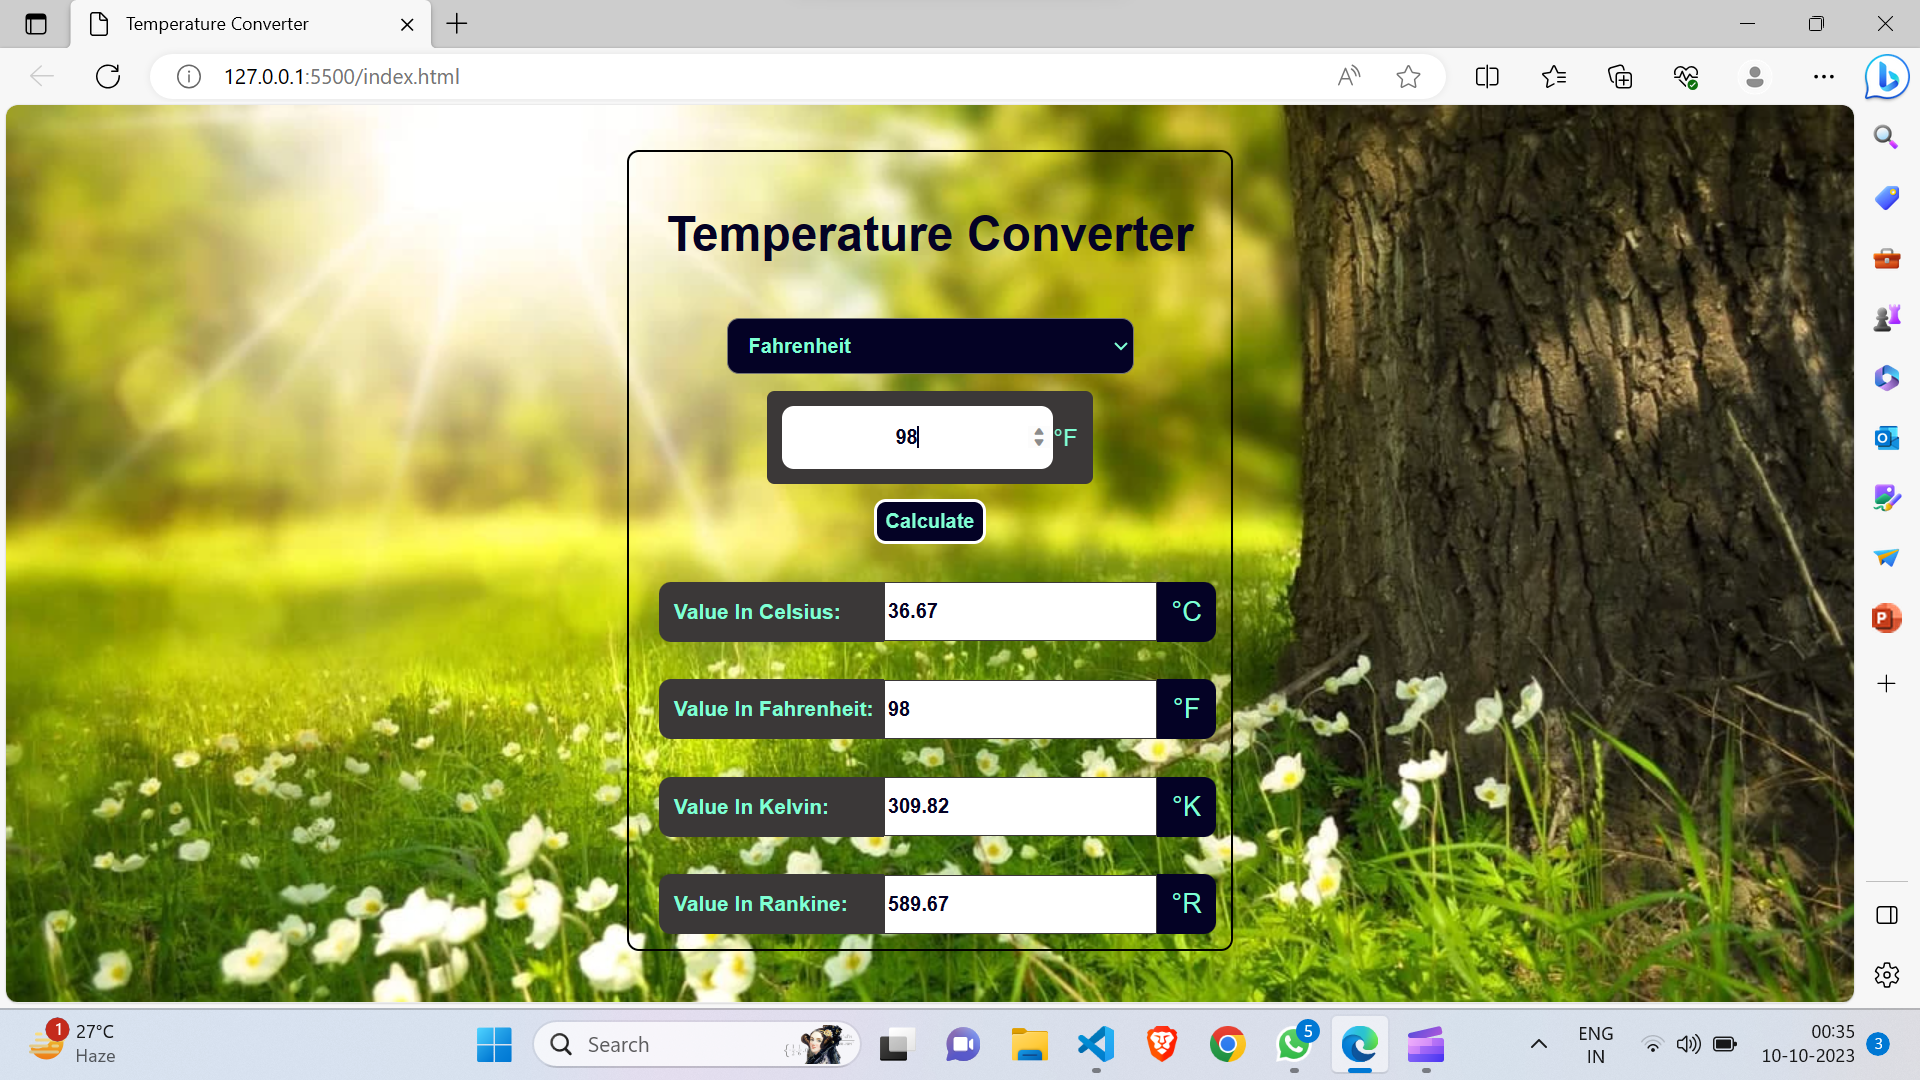 Temperature Converter
127.0.0.1:5500/index.html
Temperature Converter
Fahrenheit
98 °F
Calculate
Value In Celsius: 36.67 °C
Value In Fahrenheit: 98 °F
Value In Kelvin: 309.82 °K
Value In Rankine: 589.67 °R
1 27°C
Haze
Search
5
ENG
IN
00:35
10-10-2023
3